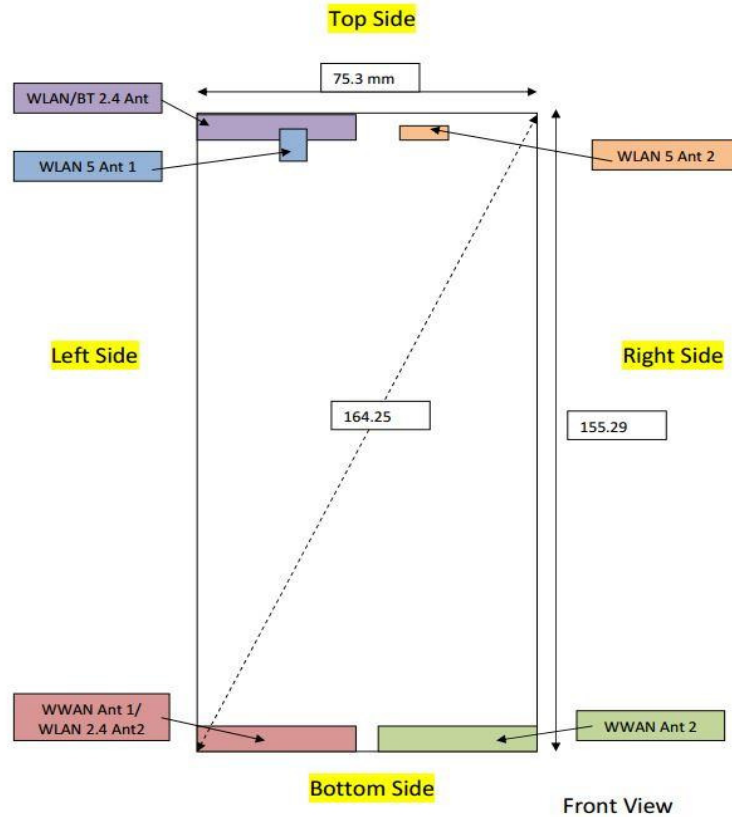 Top Side
75.3 mm
WLAN/BT 2.4 Ant
WLAN 5 Ant 1
WLAN 5 Ant 2
Left Side
Right Side
164.25
155.29
WWAN Ant 1/
WLAN 2.4 Ant2
WWAN Ant 2
Bottom Side
Front View